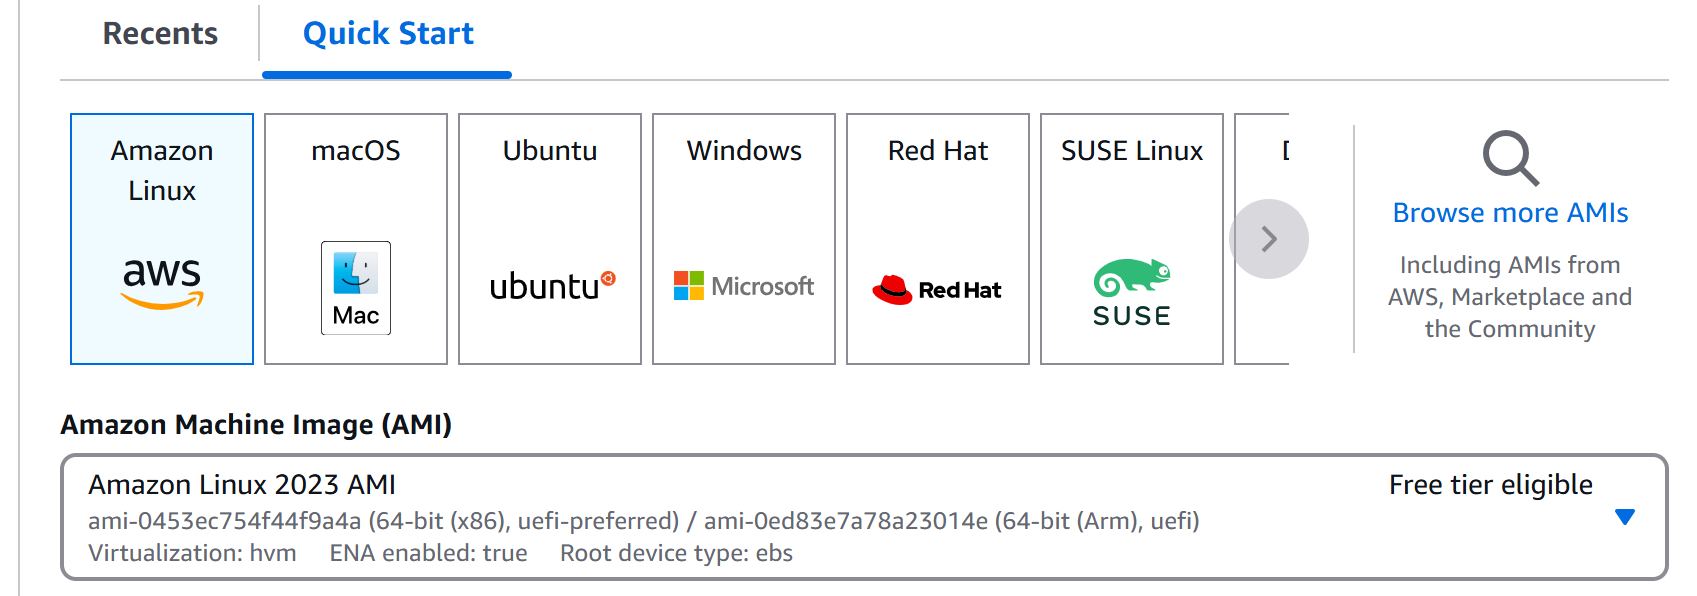 Recents
Quick Start
Amazon
Linux
aws
macOS
Mac
Ubuntu
ubuntu
Windows
Microsoft
Red Hat
Red Hat
SUSE Linux
SUSE
Browse more AMIs
Including AMIs from
AWS, Marketplace and
the Community
Amazon Machine Image (AMI)
Amazon Linux 2023 AMI
Free tier eligible
ami-0453ec754f44f9a4a (64-bit (x86), uefi-preferred) / ami-0ed83e7a78a23014e (64-bit (Arm), uefi)
Virtualization: hvm ENA enabled: true Root device type: ebs